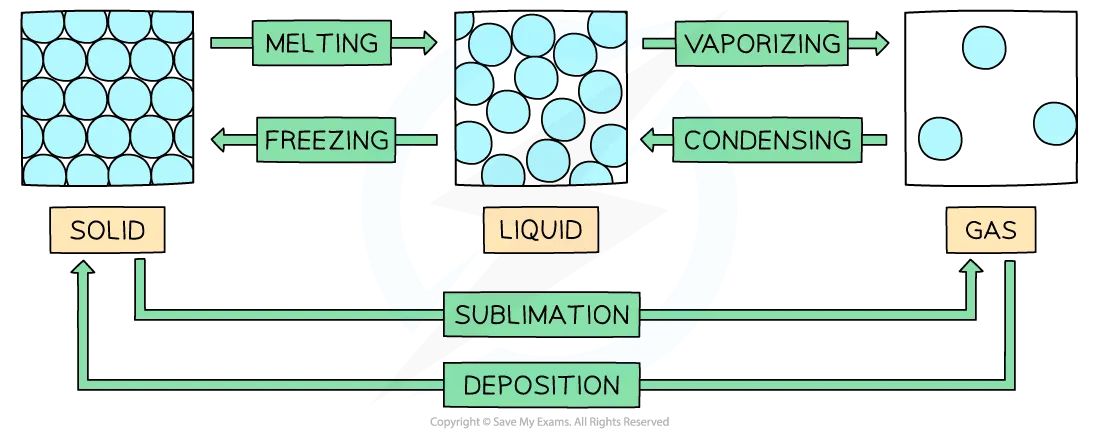 MELTING
VAPORIZING
FREEZING
CONDENSING
SOLID
LIQUID
GAS
SUBLIMATION
DEPOSITION
Copyright © Save My Exams. All Rights Reserved